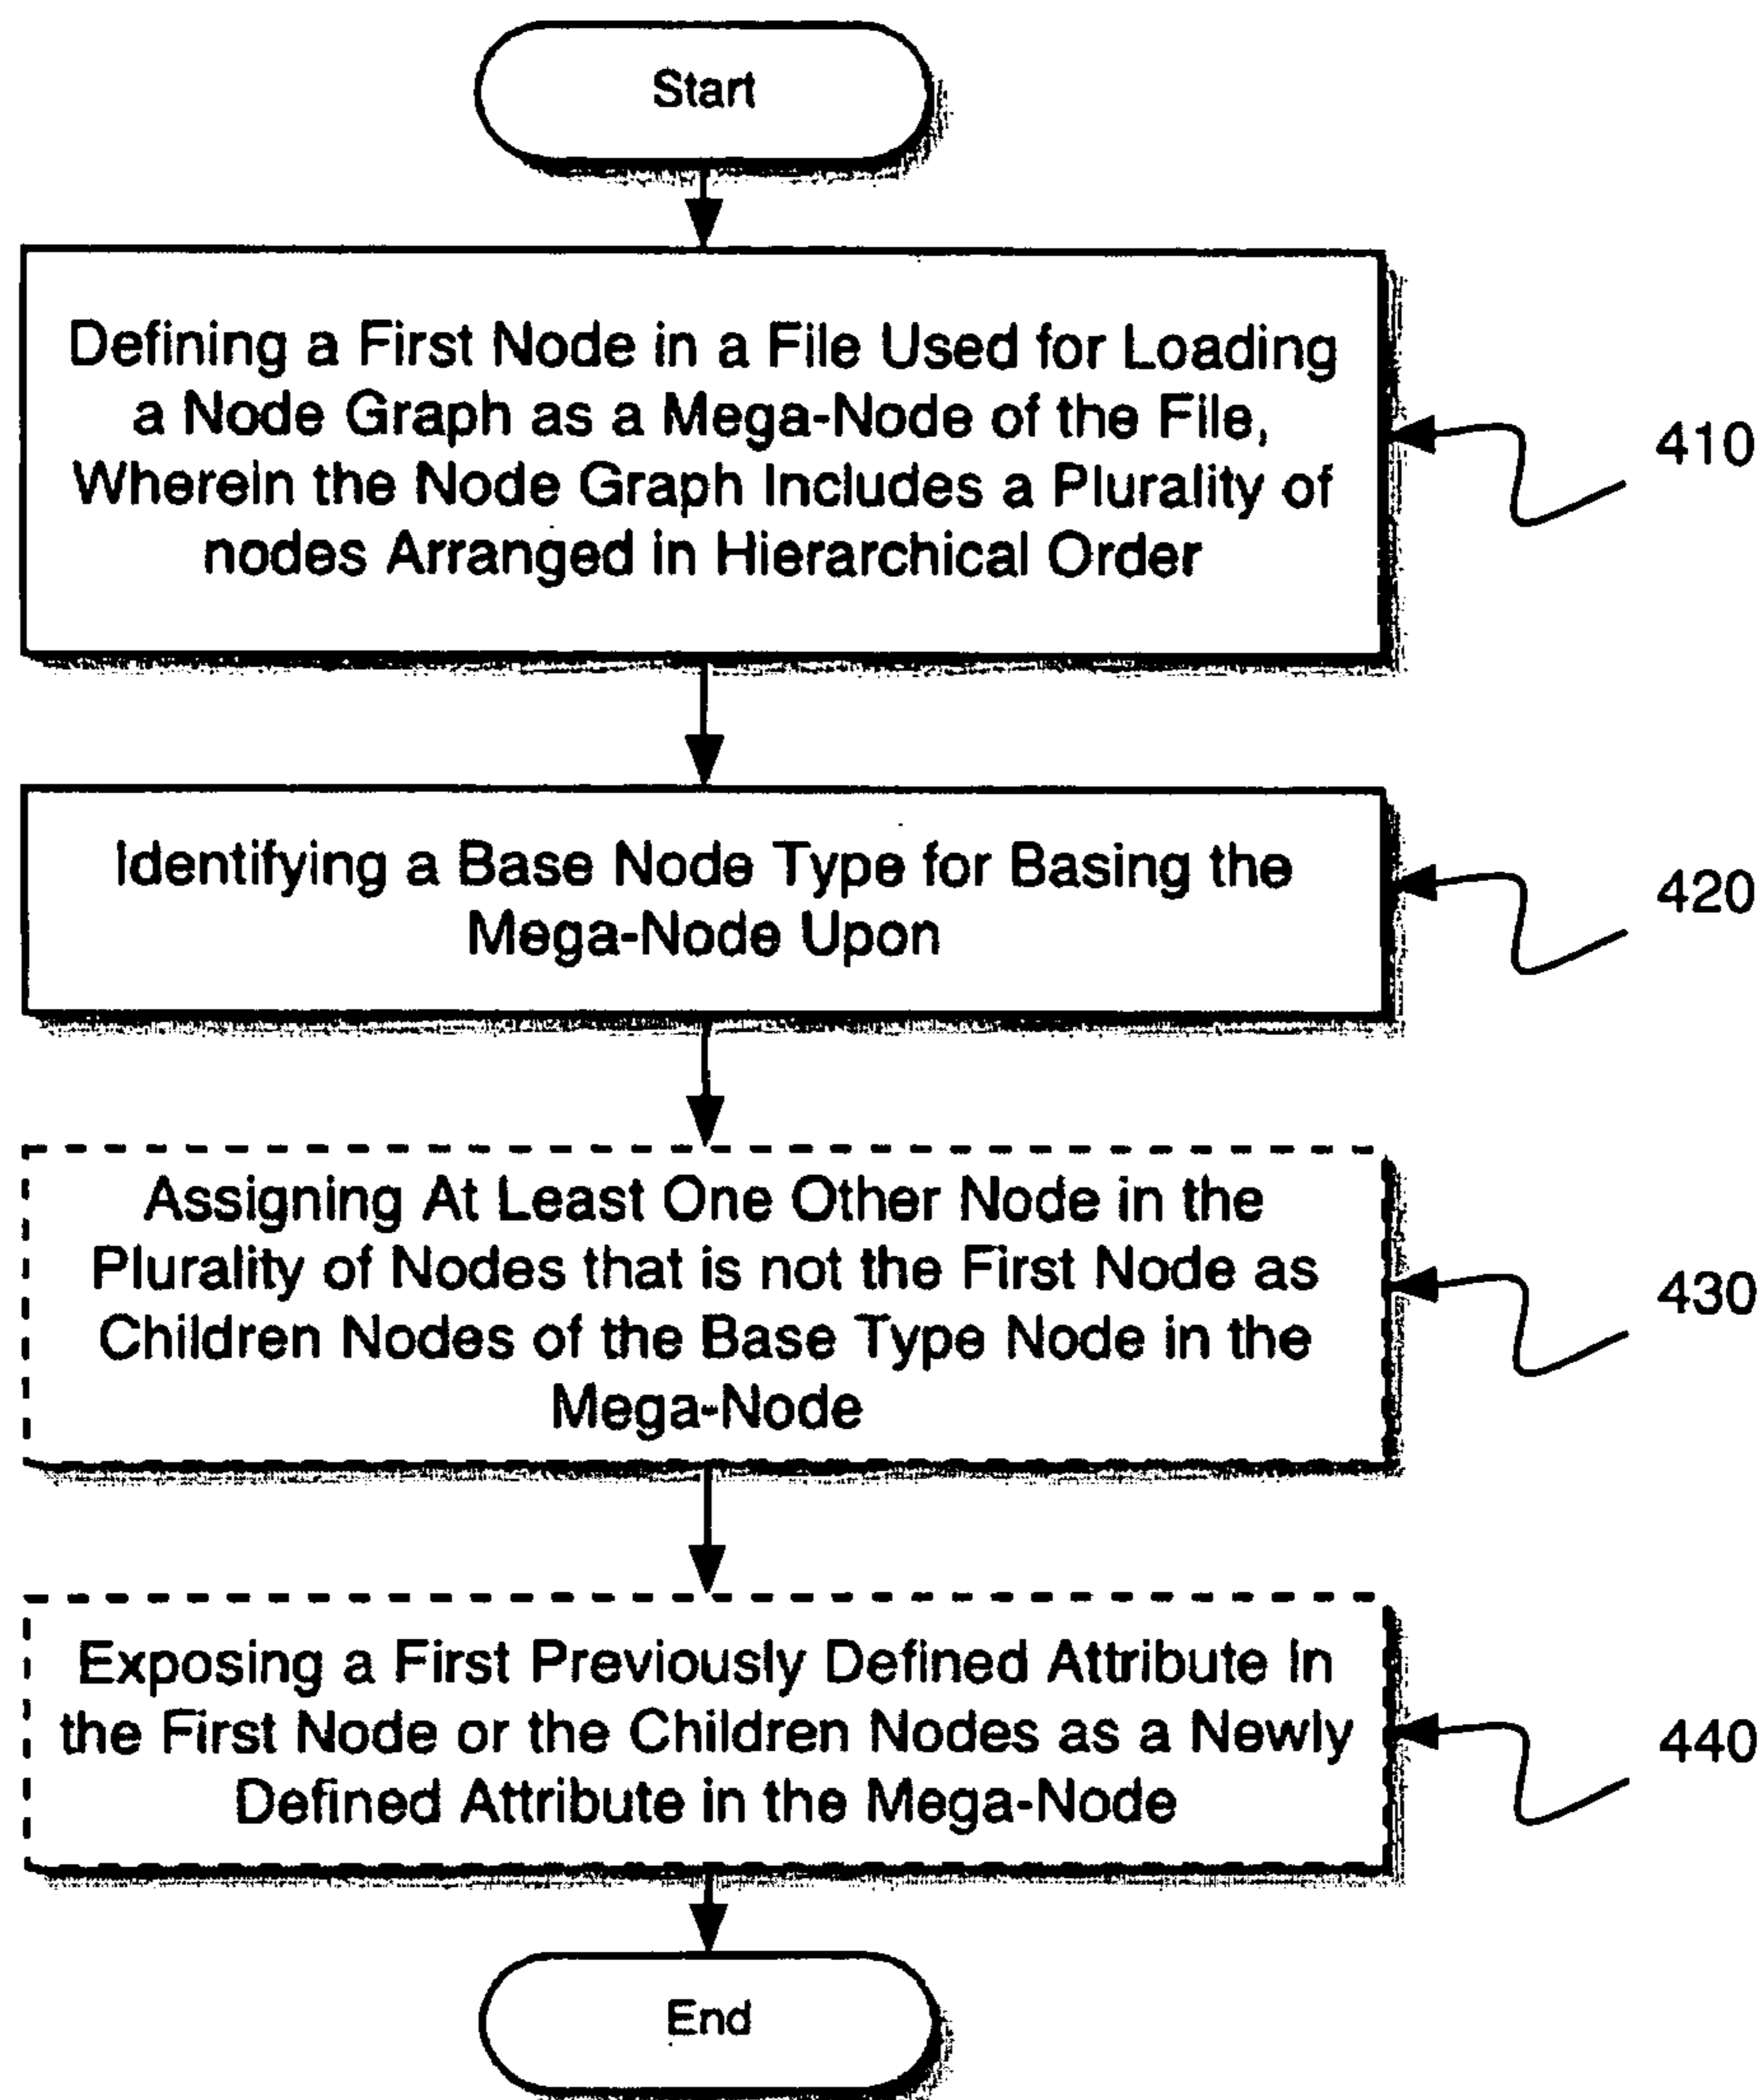 Start
Defining a First Node in a File Used for Loading
a Node Graph as a Mega-Node of the File,
Wherein the Node Graph Includes a Plurality of
nodes Arranged in Hierarchical Order
410
Identifying a Base Node Type for Basing the
Mega-Node Upon
420
Assigning At Least One Other Node in the
Plurality of Nodes that is not the First Node as
Children Nodes of the Base Type Node in the
Mega-Node
430
Exposing a First Previously Defined Attribute In
the First Node or the Children Nodes as a Newly
Defined Attribute in the Mega-Node
440
End